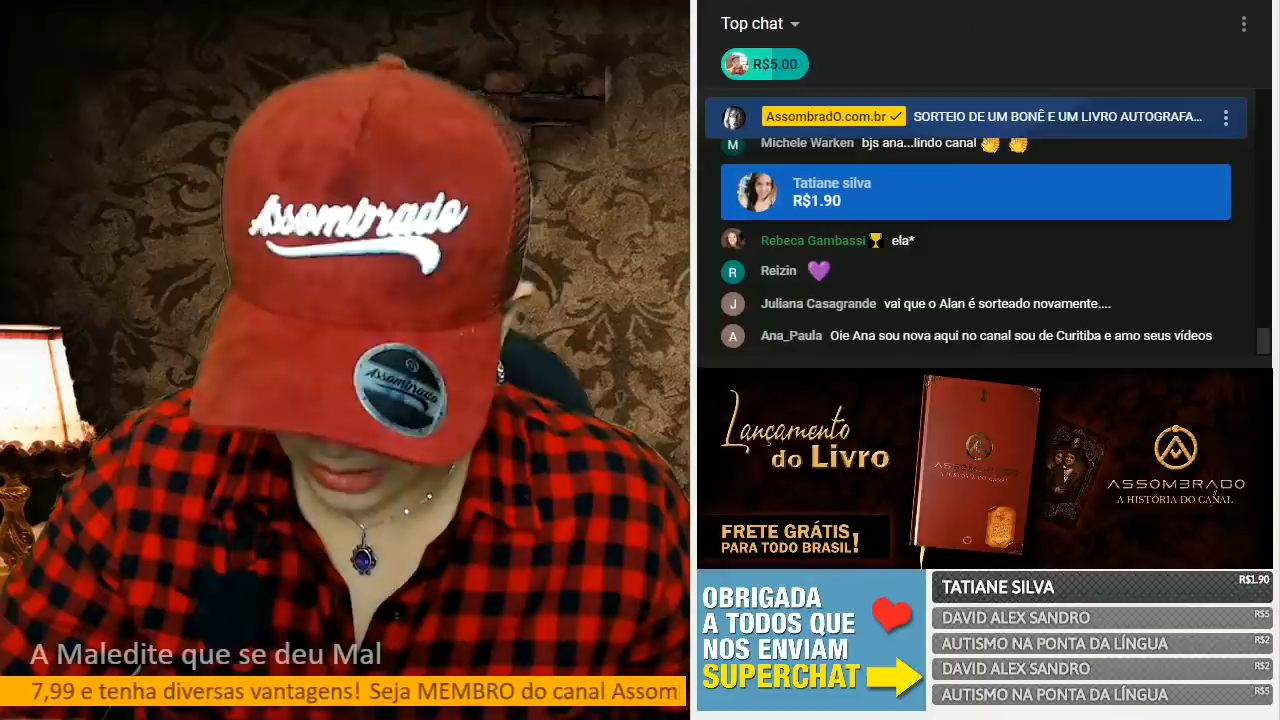 Assombrado
Assombrado
A Maledite que se deu Mal
7,99 e tenha diversas vantagens! Seja MEMBRO do canal Assom
Top chat
R$5.00
AssombradO.com.br SORTEIO DE UM BONÊ E UM LIVRO AUTOGRAFA...
M Michele Warken bjs ana...lindo canal
Tatiane silva
R$1.90
Rebeca Gambassi ela*
R Reizin
J Juliana Casagrande vai que o Alan é sorteado novamente....
A Ana_Paula Oie Ana sou nova aqui no canal sou de Curitiba e amo seus vídeos
Lançamento
do Livro
FRETE GRÁTIS
PARA TODO BRASIL!
ASSOMBRADO
A HISTÓRIA DO CANAL
ASSOMBRADO
A HISTÓRIA DO CANAL
OBRIGADA
A TODOS QUE
NOS ENVIAM
SUPERCHAT
TATIANE SILVA R$1.90
DAVID ALEX SANDRO R$5
AUTISMO NA PONTA DA LÍNGUA R$2
DAVID ALEX SANDRO R$2
AUTISMO NA PONTA DA LÍNGUA R$5